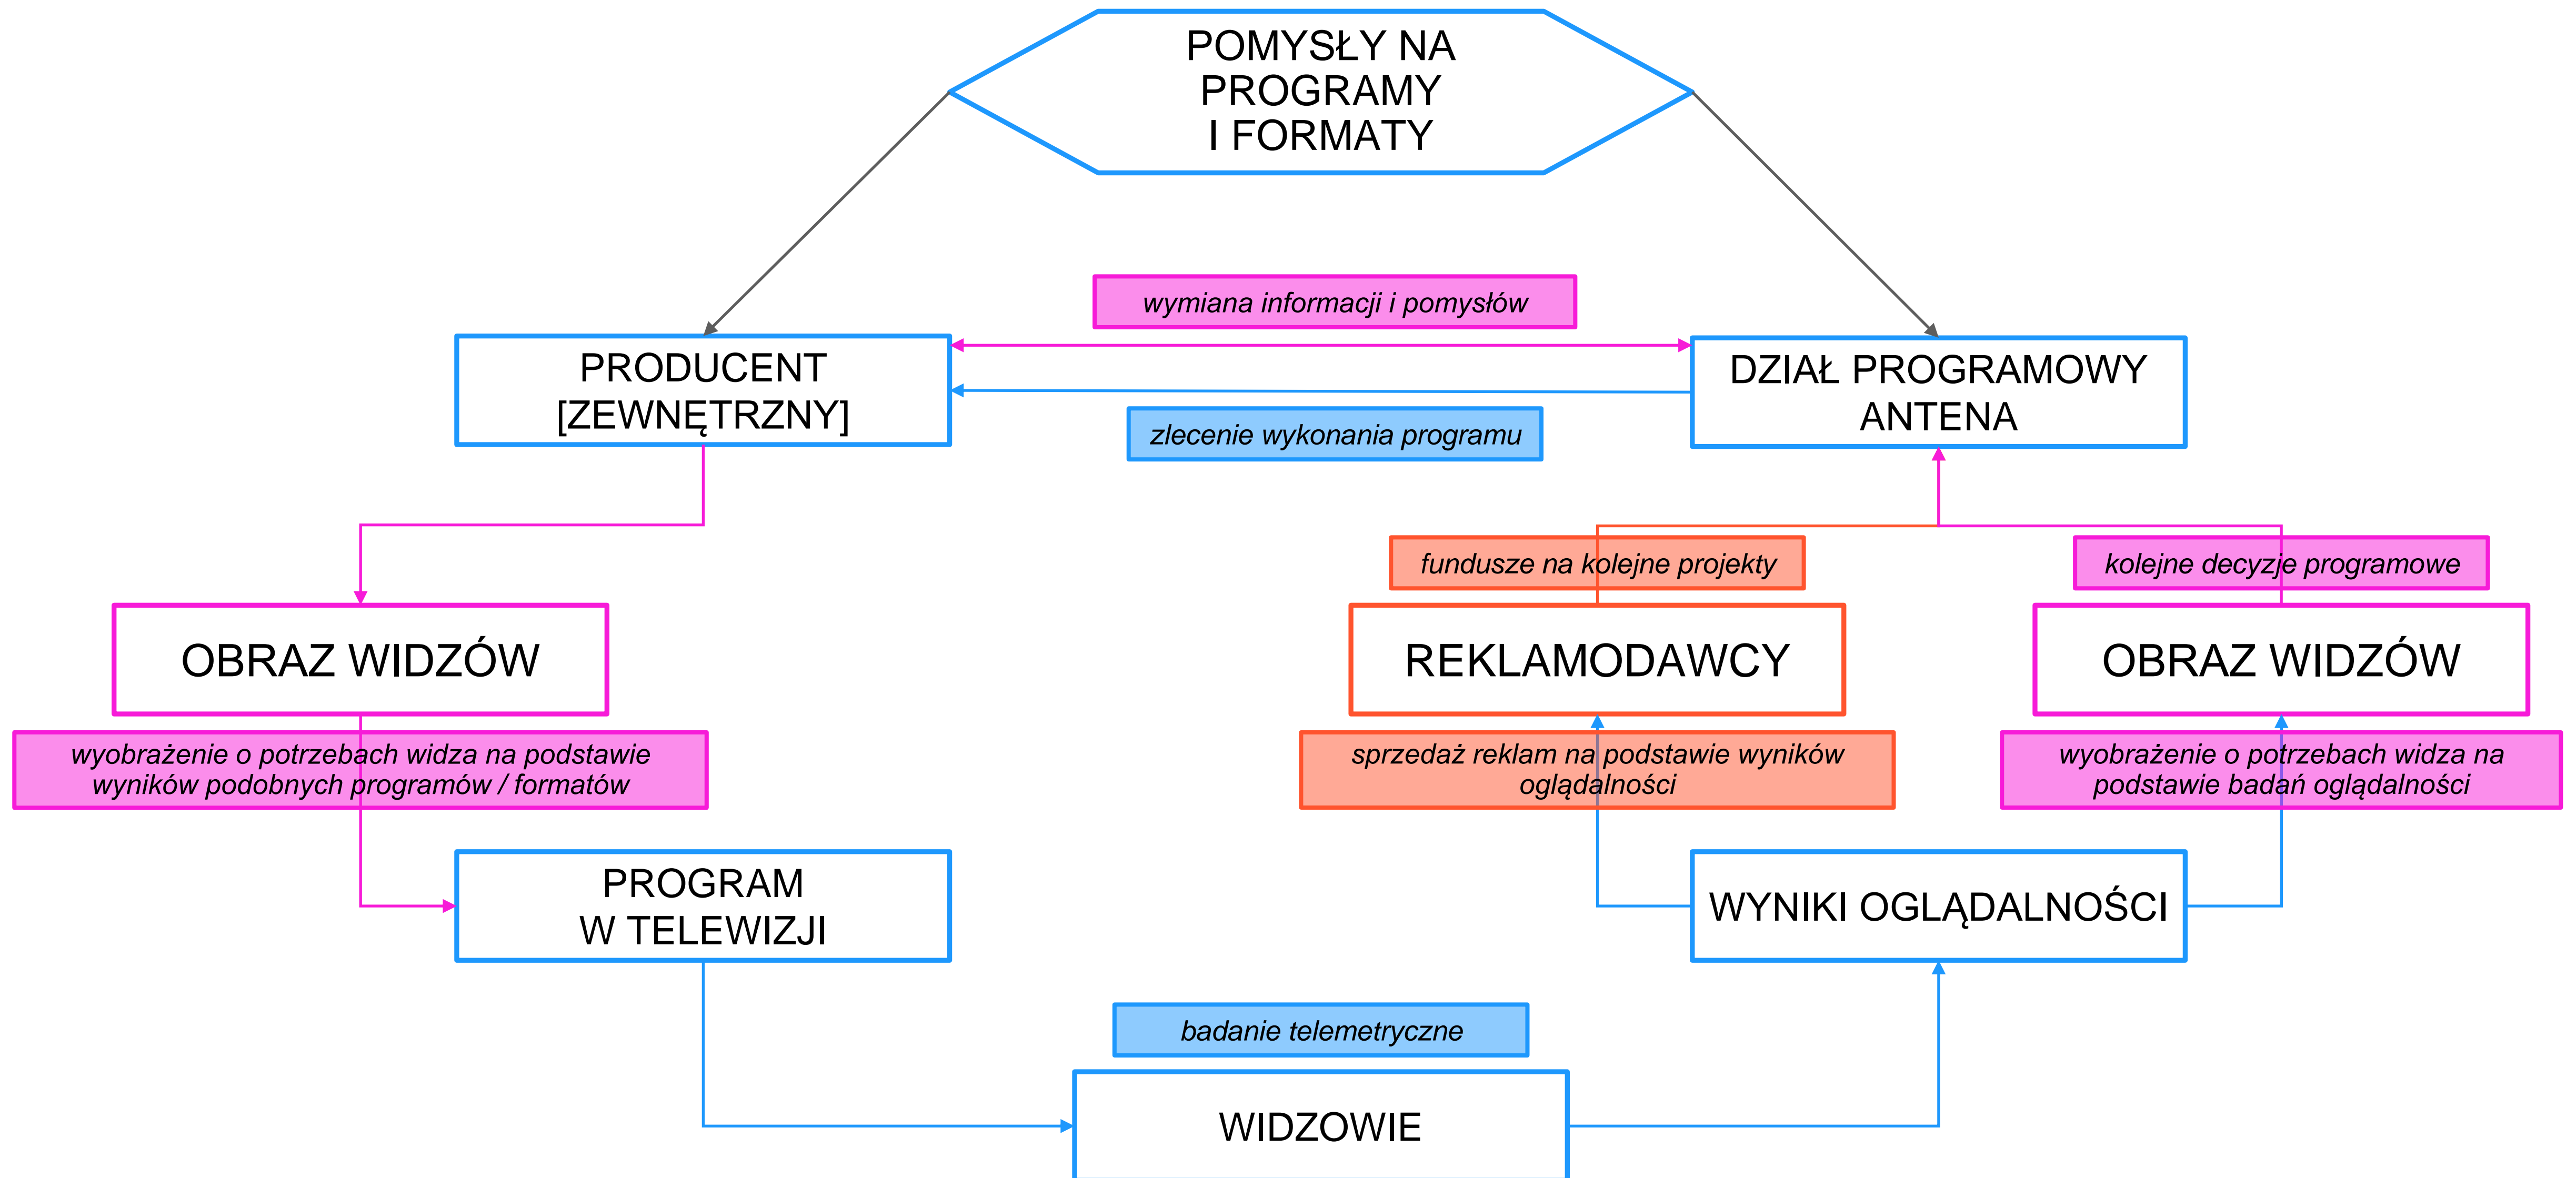 POMYSŁY NA
PROGRAMY
I FORMATY
wymiana informacji i pomysłów
PRODUCENT
[ZEWNĘTRZNY]
DZIAŁ PROGRAMOWY
ANTENA
zlecenie wykonania programu
fundusze na kolejne projekty
kolejne decyzje programowe
OBRAZ WIDZÓW
REKLAMODAWCY
OBRAZ WIDZÓW
wyobrażenie o potrzebach widza na podstawie
wyników podobnych programów / formatów
sprzedaż reklam na podstawie wyników
oglądalności
wyobrażenie o potrzebach widza na
podstawie badań oglądalności
PROGRAM
W TELEWIZJI
WYNIKI OGLĄDALNOŚCI
badanie telemetryczne
WIDZOWIE